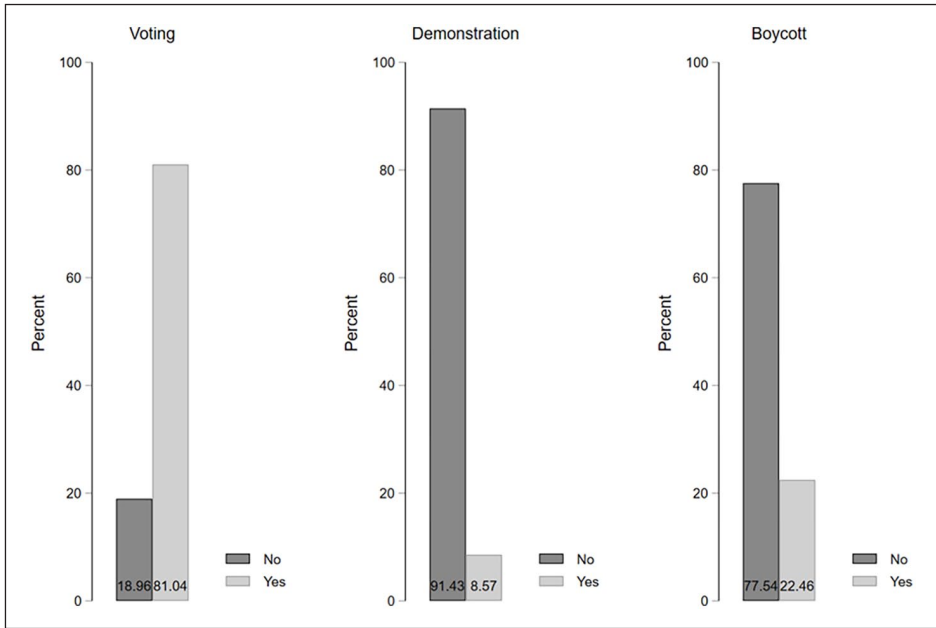 Voting
Demonstration
Boycott
100
80
60
40
20
0
Percent
18.96
81.04
No
Yes
100
80
60
40
20
0
Percent
91.43
8.57
No
Yes
100
80
60
40
20
0
Percent
77.54
22.46
No
Yes